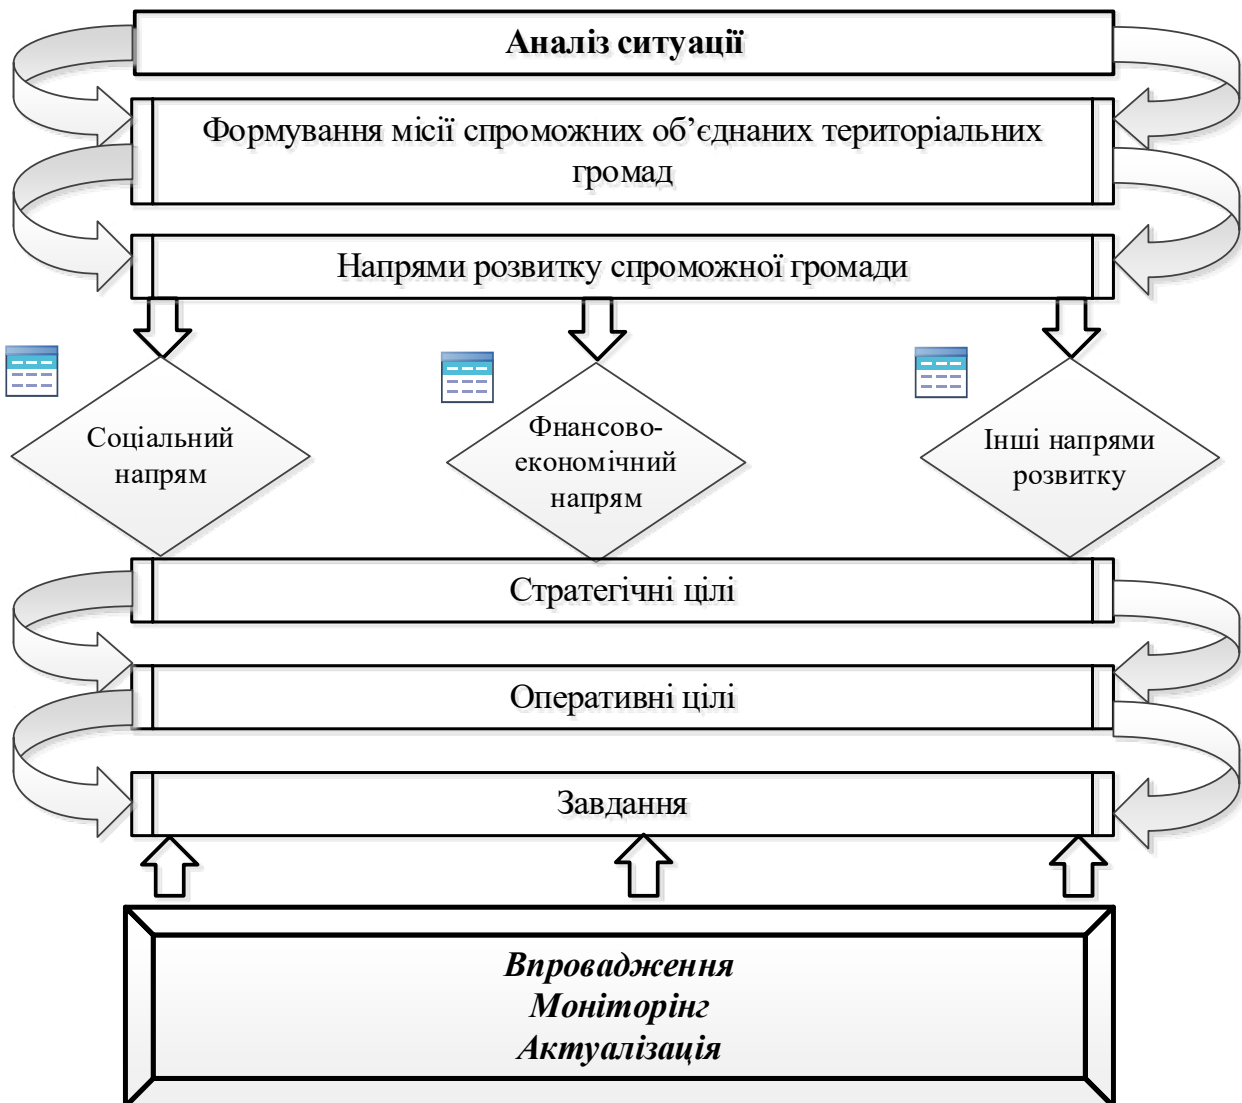 Аналіз ситуації
Формування місії спроможних об’єднаних територіальних
громад
Напрями розвитку спроможної громади
Соціальний
напрям
Фнансово-
економічний
напрям
Інші напрями
розвитку
Стратегічні цілі
Оперативні цілі
Завдання
Впровадження
Моніторінг
Актуалізація